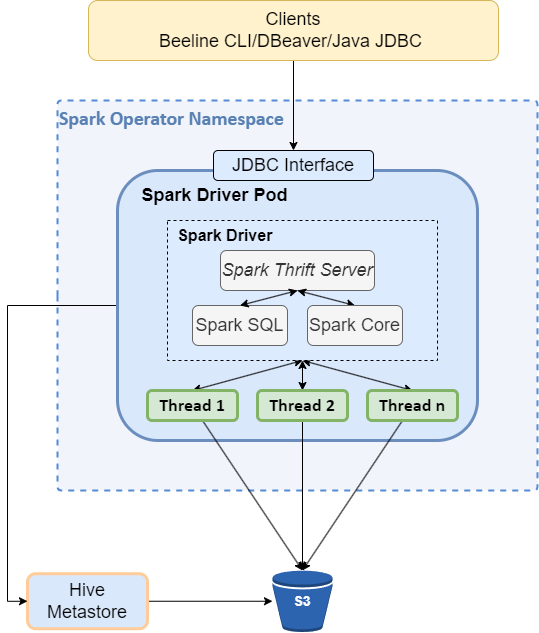 Clients
Beeline CLI/DBeaver/Java JDBC
Spark Operator Namespace
JDBC Interface
Spark Driver Pod
Spark Driver
Spark Thrift Server
Spark SQL
Spark Core
Thread 1
Thread 2
Thread n
Hive
Metastore
S3